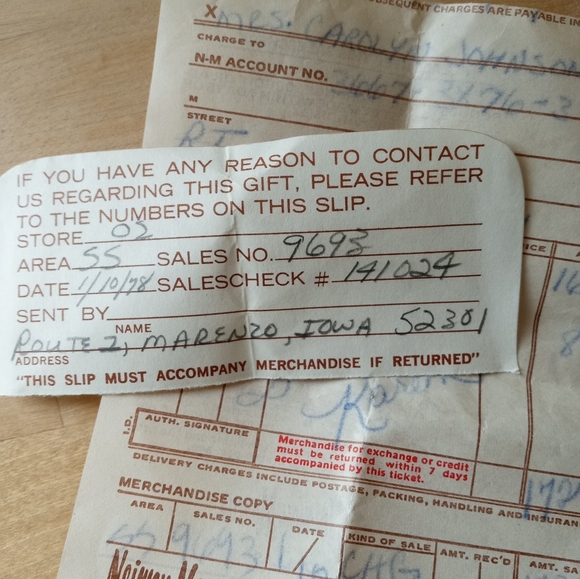 SUBSEQUENT CHARGES ARE PAYABLE IN
X MRS. CAROLYN JOHNSON
CHARGE TO
N-M ACCOUNT NO.
M
STREET
RT
IF YOU HAVE ANY REASON TO CONTACT
US REGARDING THIS GIFT, PLEASE REFER
TO THE NUMBERS ON THIS SLIP.
STORE 02
AREA 55 SALES NO. 9693
DATE 1/10/78 SALESCHECK # 141024
SENT BY
NAME
ROUTE 2, MARENZO, IOWA 52301
ADDRESS
"THIS SLIP MUST ACCOMPANY MERCHANDISE IF RETURNED"
I.D.
AUTH. SIGNATURE
Merchandise for exchange or credit
must be returned within 7 days
accompanied by this ticket.
DELIVERY CHARGES INCLUDE POSTAGE, PACKING, HANDLING AND INSURAN
MERCHANDISE COPY
AREA SALES NO. DATE KIND OF SALE AMT. REC'D AMT. SA
55 9693 CHG
Neiman M